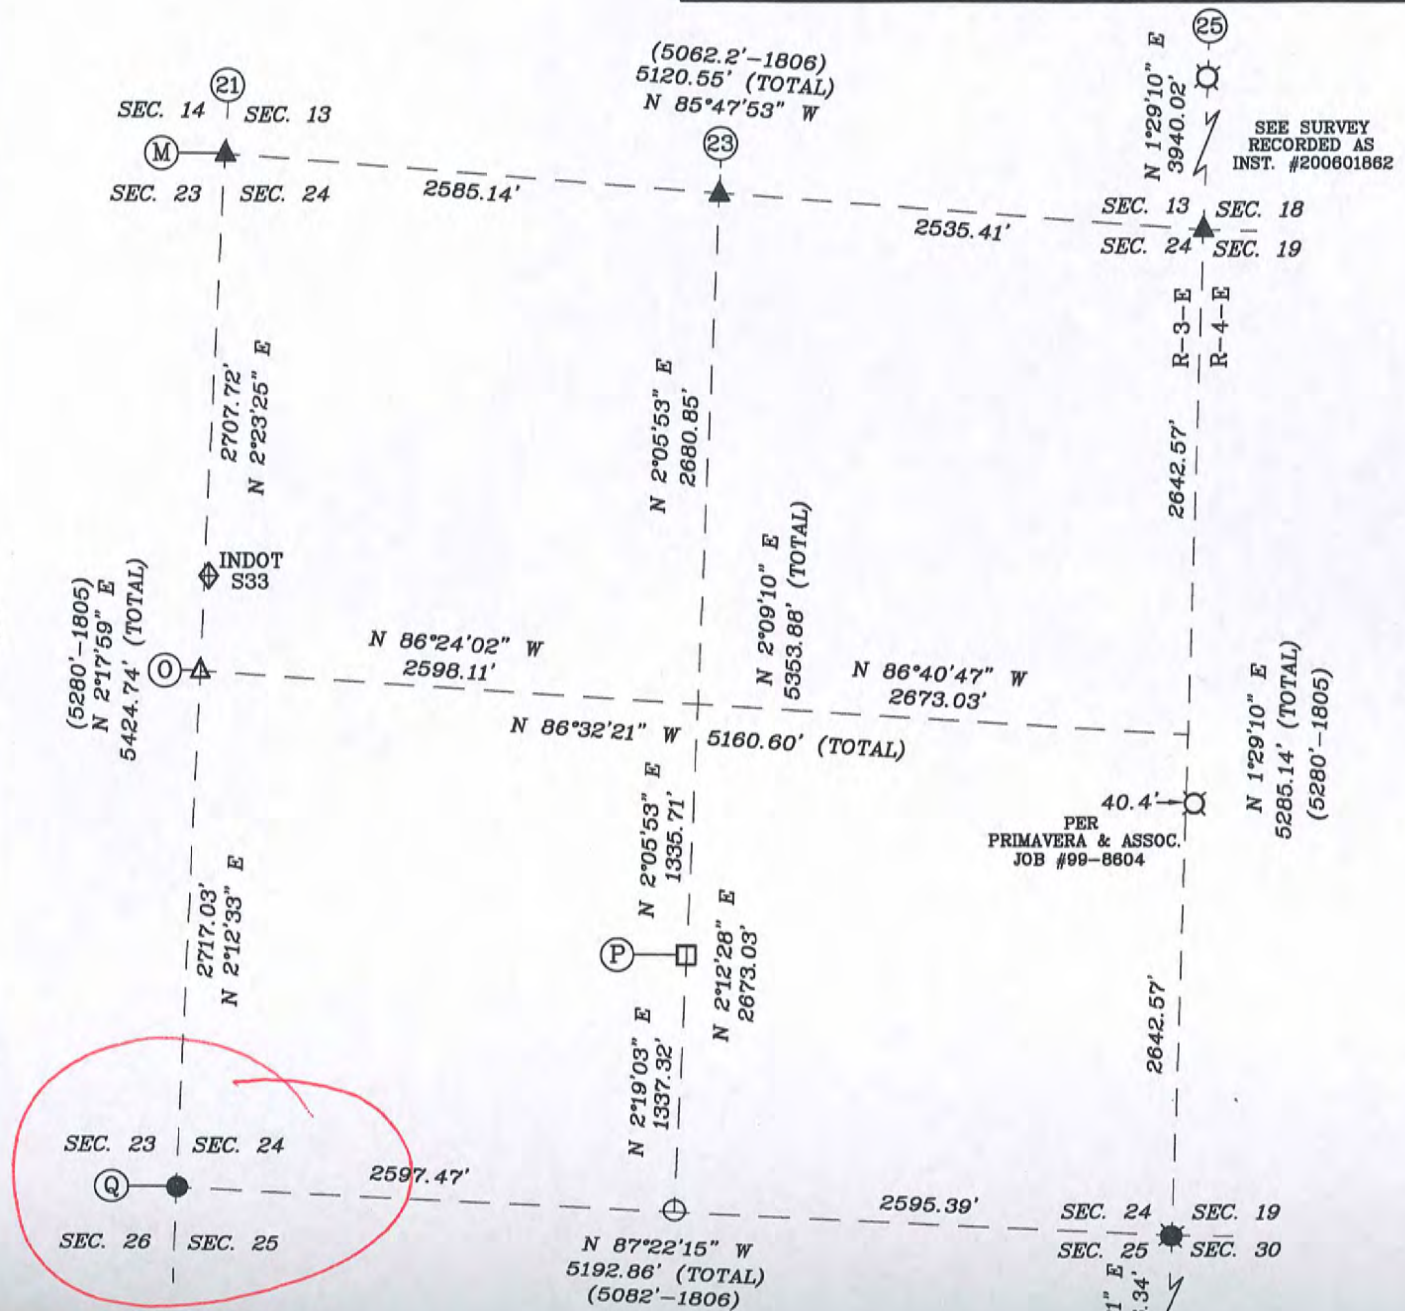 (5062.2'-1806)
5120.55' (TOTAL)
N 85°47'53" W
25
N 1°29'10" E
3940.02'
SEE SURVEY
RECORDED AS
INST. #200601862
21
SEC. 14
SEC. 13
M
SEC. 23
SEC. 24
2585.14'
23
2535.41'
SEC. 13
SEC. 18
SEC. 24
SEC. 19
R-3-E
R-4-E
2707.72'
N 2°23'25" E
N 2°05'53" E
2680.85'
2642.57'
INDOT
S33
(5280'-1805)
N 2°17'59" E
5424.74' (TOTAL)
O
N 86°24'02" W
2598.11'
N 2°09'10" E
5353.88' (TOTAL)
N 86°40'47" W
2673.03'
N 86°32'21" W 5160.60' (TOTAL)
N 1°29'10" E
5285.14' (TOTAL)
(5280'-1805)
40.4'
PER
PRIMAVERA & ASSOC.
JOB #99-8604
N 2°05'53" E
1335.71'
2717.03'
N 2°12'33" E
P
N 2°12'28" E
2673.03'
N 2°19'03" E
1337.32'
2642.57'
SEC. 23
SEC. 24
Q
2597.47'
SEC. 26
SEC. 25
2595.39'
SEC. 24
SEC. 19
SEC. 25
SEC. 30
N 87°22'15" W
5192.86' (TOTAL)
(5082'-1806)
1" E
.34'